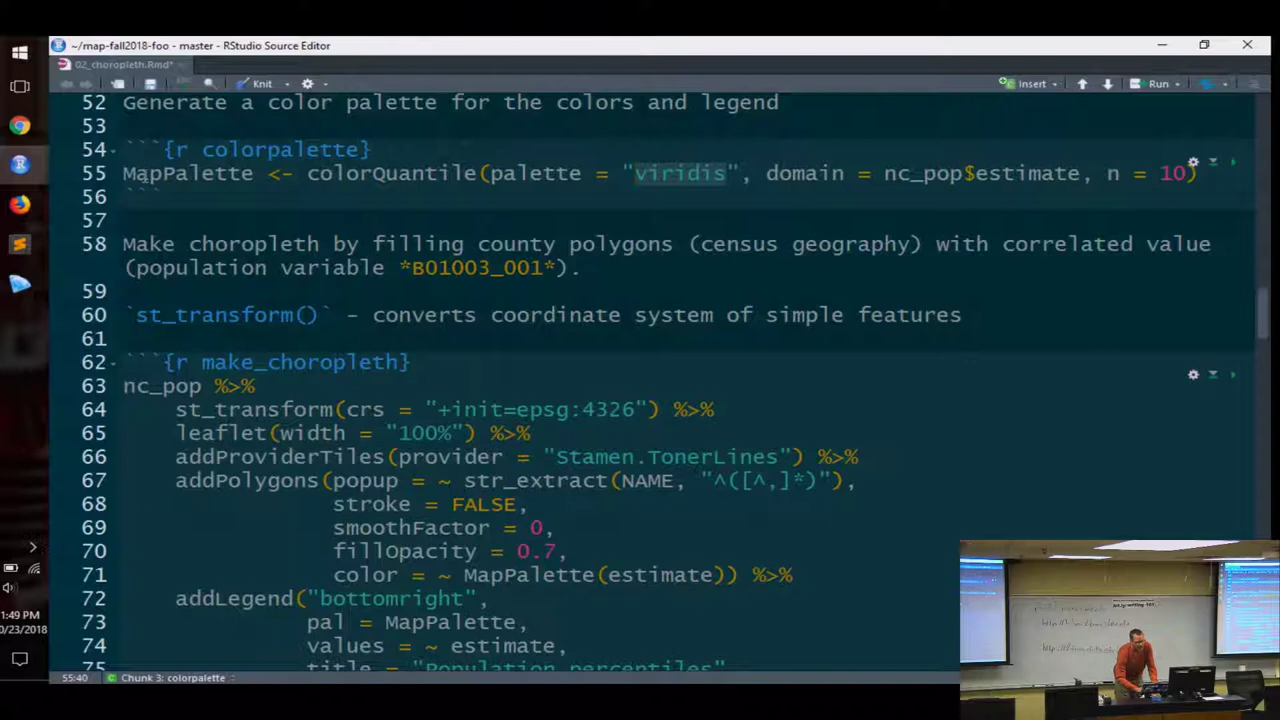 ~/map-fall2018-foo - master - RStudio Source Editor
02_choropleth.Rmd*
Knit
Insert
Run
52 Generate a color palette for the colors and legend
53
54 ```{r colorpalette}
55 MapPalette <- colorQuantile(palette = "viridis", domain = nc_pop$estimate, n = 10)
56 ```
57
58 Make choropleth by filling county polygons (census geography) with correlated value
(population variable *B01003_001*).
59
60 `st_transform()` - converts coordinate system of simple features
61
62 ```{r make_choropleth}
63 nc_pop %>%
64 st_transform(crs = "+init=epsg:4326") %>%
65 leaflet(width = "100%") %>%
66 addProviderTiles(provider = "Stamen.TonerLines") %>%
67 addPolygons(popup = ~ str_extract(NAME, "^([^,]*)"),
68 stroke = FALSE,
69 smoothFactor = 0,
70 fillOpacity = 0.7,
71 color = ~ MapPalette(estimate)) %>%
72 addLegend("bottomright",
73 pal = MapPalette,
74 values = ~ estimate,
75 title = "Population percentiles"
1:49 PM
0/23/2018
55:40
Chunk 3: colorpalette